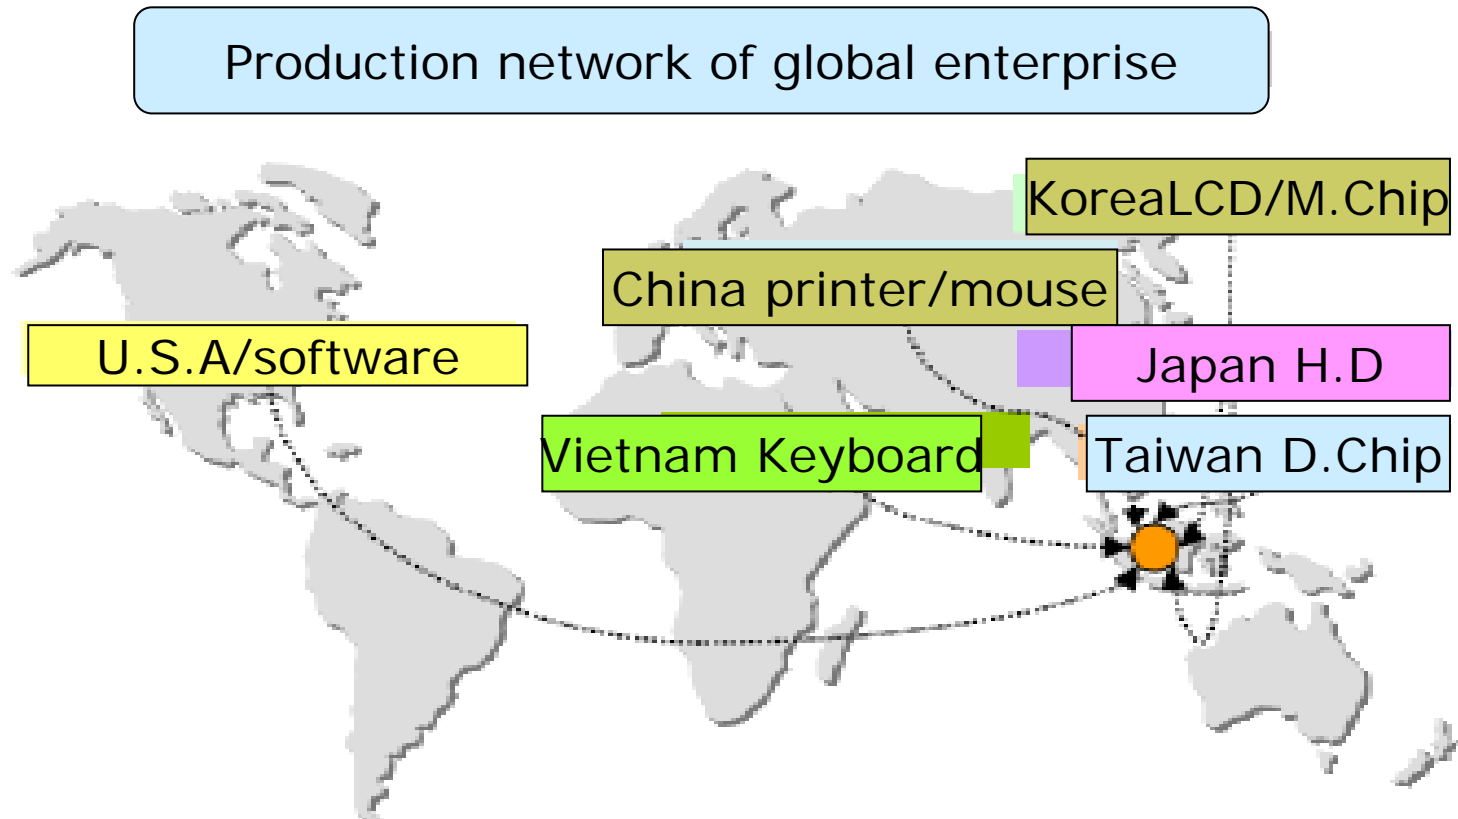 Production network of global enterprise
KoreaLCD/M.Chip
China printer/mouse
U.S.A/software
Japan H.D
Vietnam Keyboard
Taiwan D.Chip